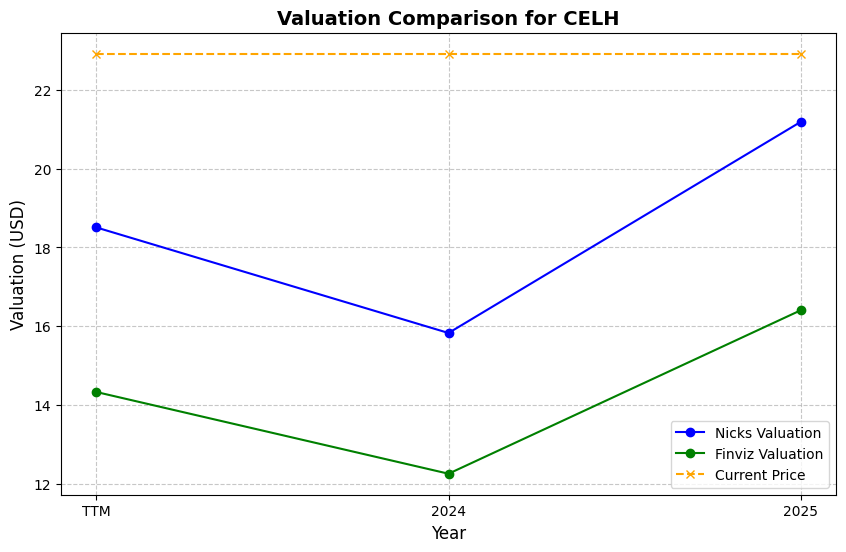 Valuation Comparison for CELH
Valuation (USD)
22
20
18
16
14
12
TTM
2024
2025
Year
Nicks Valuation
Finviz Valuation
Current Price